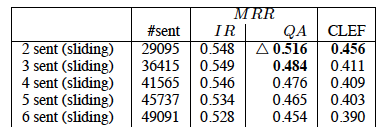 MRR
#sent IR QA CLEF
2 sent (sliding) 29095 0.548 △ 0.516 0.456
3 sent (sliding) 36415 0.549 0.484 0.411
4 sent (sliding) 41565 0.546 0.476 0.409
5 sent (sliding) 45737 0.534 0.465 0.403
6 sent (sliding) 49091 0.528 0.454 0.390